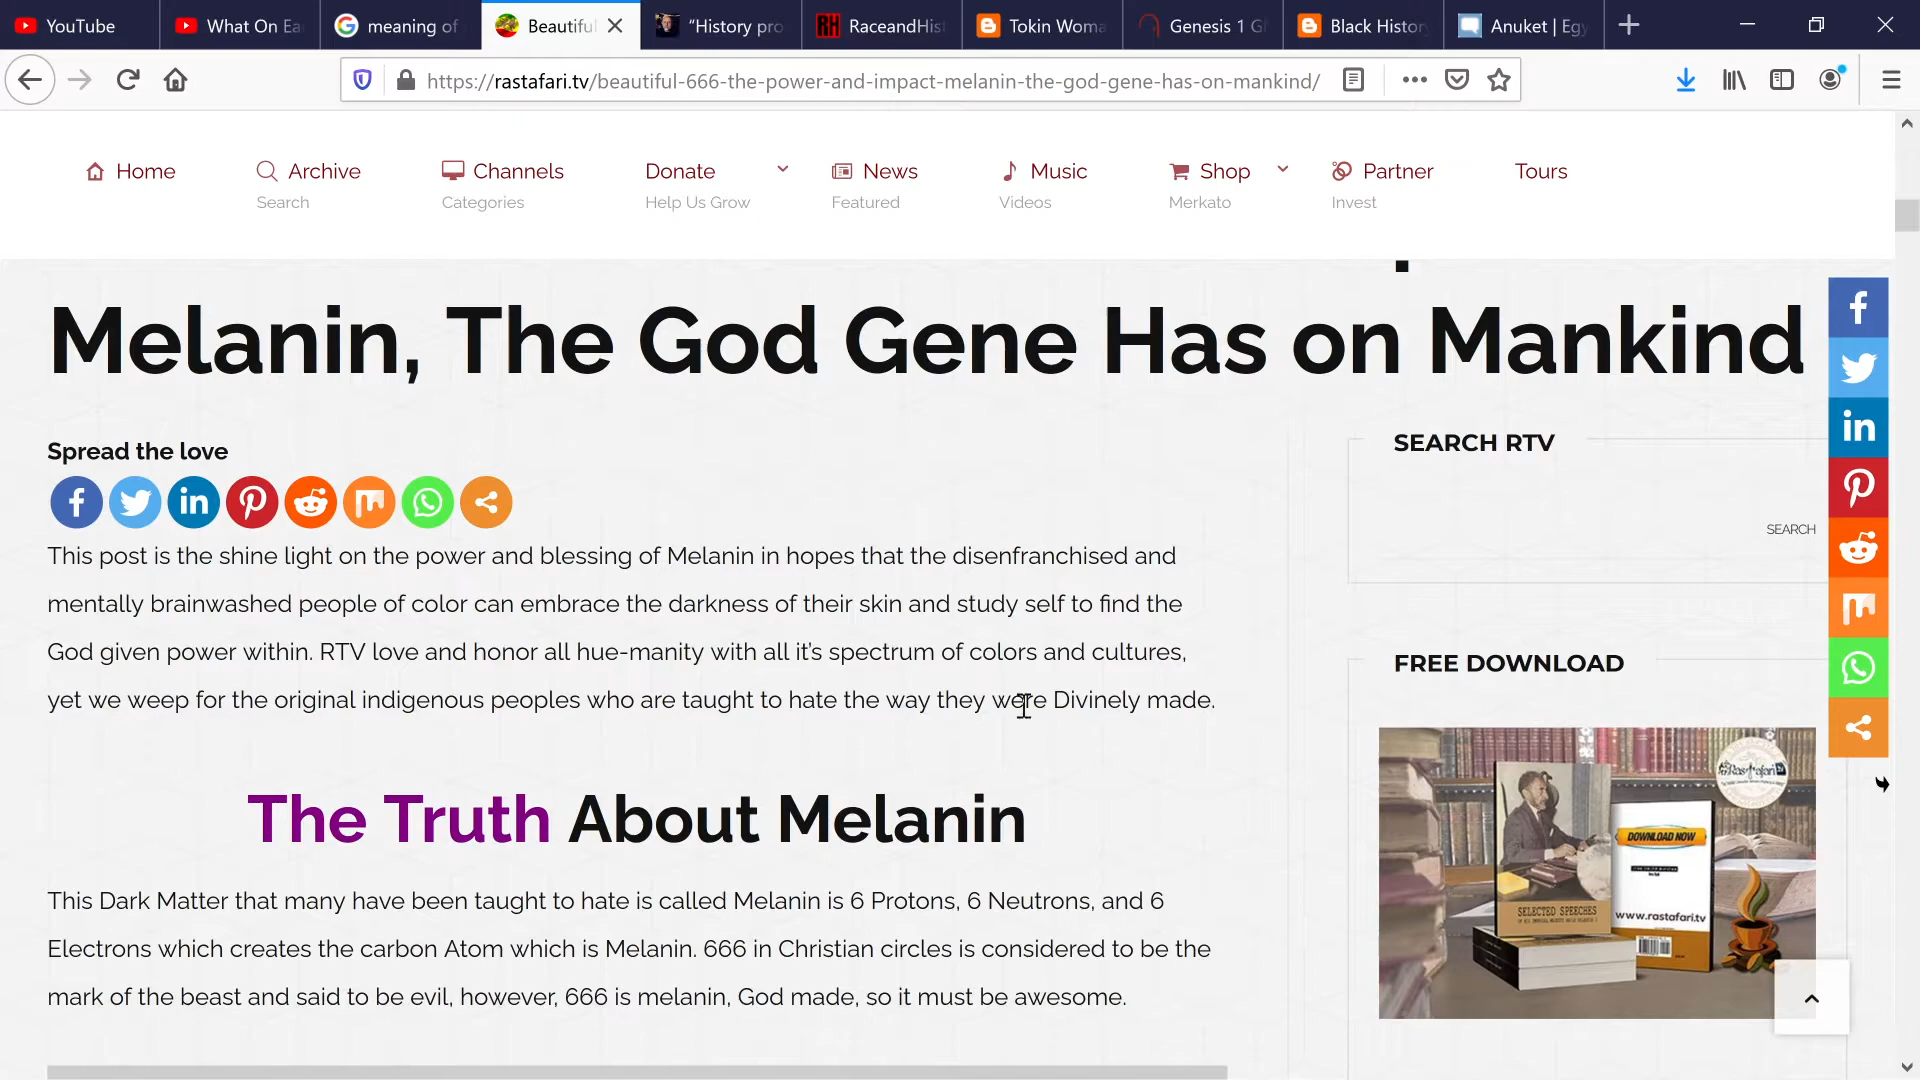 YouTube
What On Ea
meaning of
Beautiful
"History pro
RaceandHis
Tokin Woma
Genesis 1 G
Black Histor
Anuket | Egy
https://rastafari.tv/beautiful-666-the-power-and-impact-melanin-the-god-gene-has-on-mankind/
Home
Archive
Search
Channels
Categories
Donate
Help Us Grow
News
Featured
Music
Videos
Shop
Merkato
Partner
Invest
Tours
Melanin, The God Gene Has on Mankind
Spread the love
This post is the shine light on the power and blessing of Melanin in hopes that the disenfranchised and
mentally brainwashed people of color can embrace the darkness of their skin and study self to find the
God given power within. RTV love and honor all hue-manity with all it's spectrum of colors and cultures,
yet we weep for the original indigenous peoples who are taught to hate the way they were Divinely made.
The Truth About Melanin
This Dark Matter that many have been taught to hate is called Melanin is 6 Protons, 6 Neutrons, and 6
Electrons which creates the carbon Atom which is Melanin. 666 in Christian circles is considered to be the
mark of the beast and said to be evil, however, 666 is melanin, God made, so it must be awesome.
SEARCH RTV
SEARCH
FREE DOWNLOAD
Rastafari
DOWNLOAD NOW
SELECTED SPEECHES
www.rastafari.tv